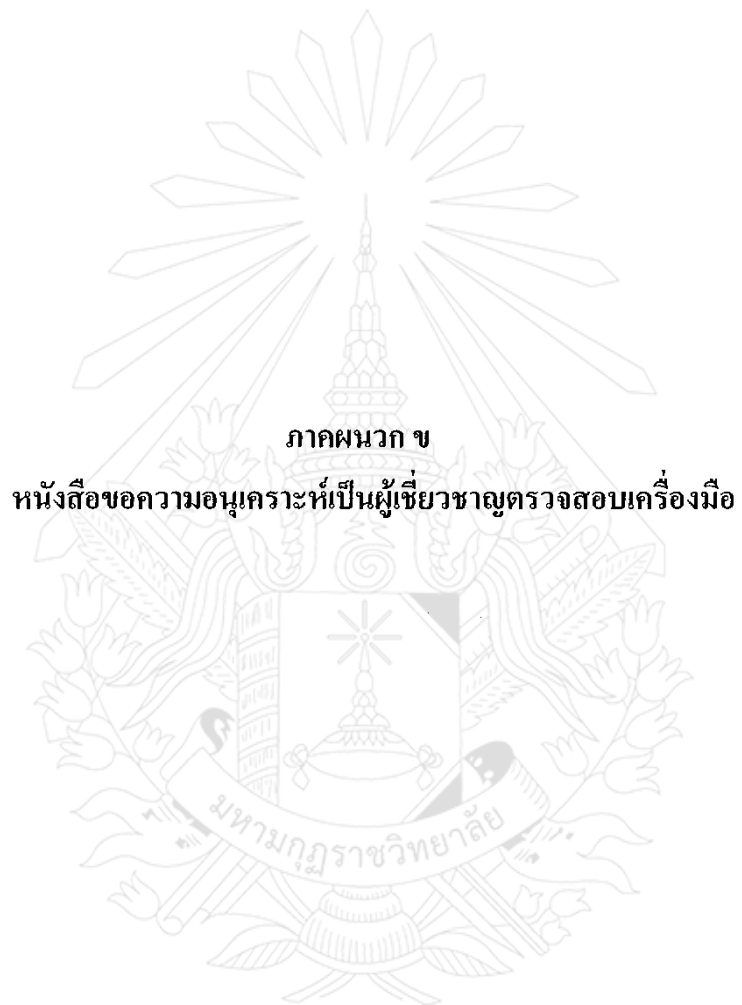 ภาคผนวก ข
หนังสือขอความอนุเคราะห์เป็นผู้เชี่ยวชาญตรวจสอบเครื่องมือ
มหามกุฏราชวิทยาลัย